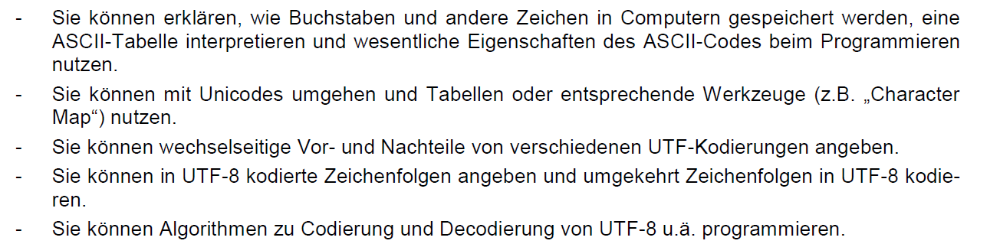 - Sie können erklären, wie Buchstaben und andere Zeichen in Computern gespeichert werden, eine
ASCII-Tabelle interpretieren und wesentliche Eigenschaften des ASCII-Codes beim Programmieren
nutzen.
- Sie können mit Unicodes umgehen und Tabellen oder entsprechende Werkzeuge (z.B. „Character
Map“) nutzen.
- Sie können wechselseitige Vor- und Nachteile von verschiedenen UTF-Kodierungen angeben.
- Sie können in UTF-8 kodierte Zeichenfolgen angeben und umgekehrt Zeichenfolgen in UTF-8 kodie-
ren.
- Sie können Algorithmen zu Codierung und Decodierung von UTF-8 u.ä. programmieren.